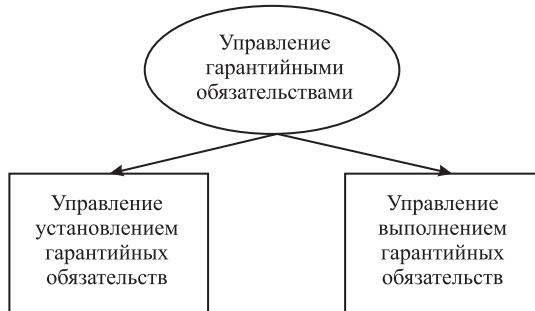 Управление
гарантийными
обязательствами
Управление
установлением
гарантийных
обязательств
Управление
выполнением
гарантийных
обязательств